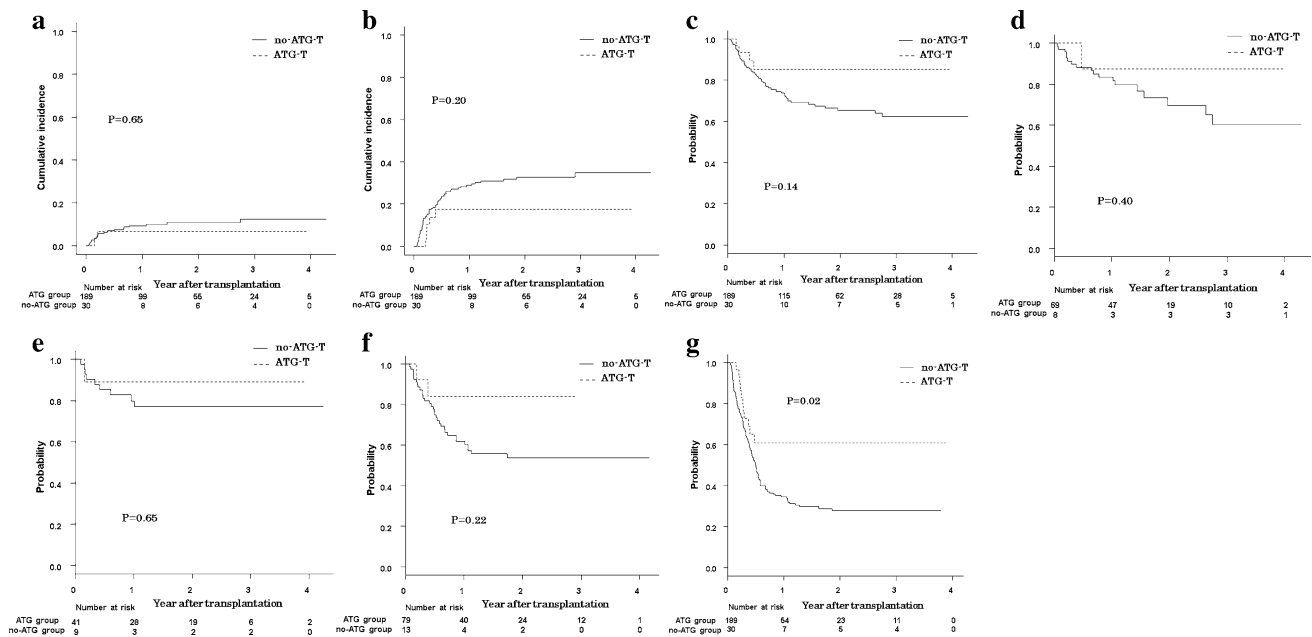 a
no-ATG-T
ATG-T
P=0.65
Cumulative incidence
1.0
0.8
0.6
0.4
0.2
0.0
0 1 2 3 4
Number at risk Year after transplantation
ATG group 189 99 55 24 5
no-ATG group 30 8 6 4 0
b
no-ATG-T
ATG-T
P=0.20
Cumulative incidence
1.0
0.8
0.6
0.4
0.2
0.0
0 1 2 3 4
Number at risk Year after transplantation
ATG group 189 99 55 24 5
no-ATG group 30 8 6 4 0
c
no-ATG-T
ATG-T
P=0.14
Probability
1.0
0.8
0.6
0.4
0.2
0.0
0 1 2 3 4
Number at risk Year after transplantation
ATG group 189 115 62 28 5
no-ATG group 30 10 7 5 1
d
no-ATG-T
ATG-T
P=0.40
Probability
1.0
0.8
0.6
0.4
0.2
0.0
0 1 2 3 4
Number at risk Year after transplantation
ATG group 69 47 19 10 2
no-ATG group 8 3 3 3 1
e
no-ATG-T
ATG-T
P=0.65
Probability
1.0
0.8
0.6
0.4
0.2
0.0
0 1 2 3 4
Number at risk Year after transplantation
ATG group 41 28 19 6 2
no-ATG group 9 3 2 2 0
f
no-ATG-T
ATG-T
P=0.22
Probability
1.0
0.8
0.6
0.4
0.2
0.0
0 1 2 3 4
Number at risk Year after transplantation
ATG group 79 40 24 12 1
no-ATG group 13 4 2 0 0
g
no-ATG-T
ATG-T
P=0.02
Probability
1.0
0.8
0.6
0.4
0.2
0.0
0 1 2 3 4
Number at risk Year after transplantation
ATG group 189 64 23 11 0
no-ATG group 30 7 5 4 0